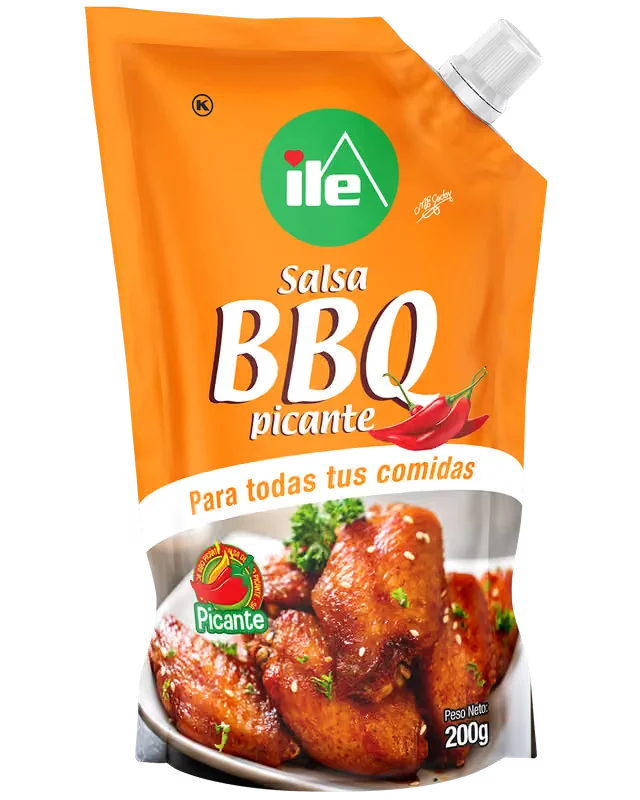 K
ile
Salsa
BBQ
picante
Para todas tus comidas
Picante
Peso Neto:
200g